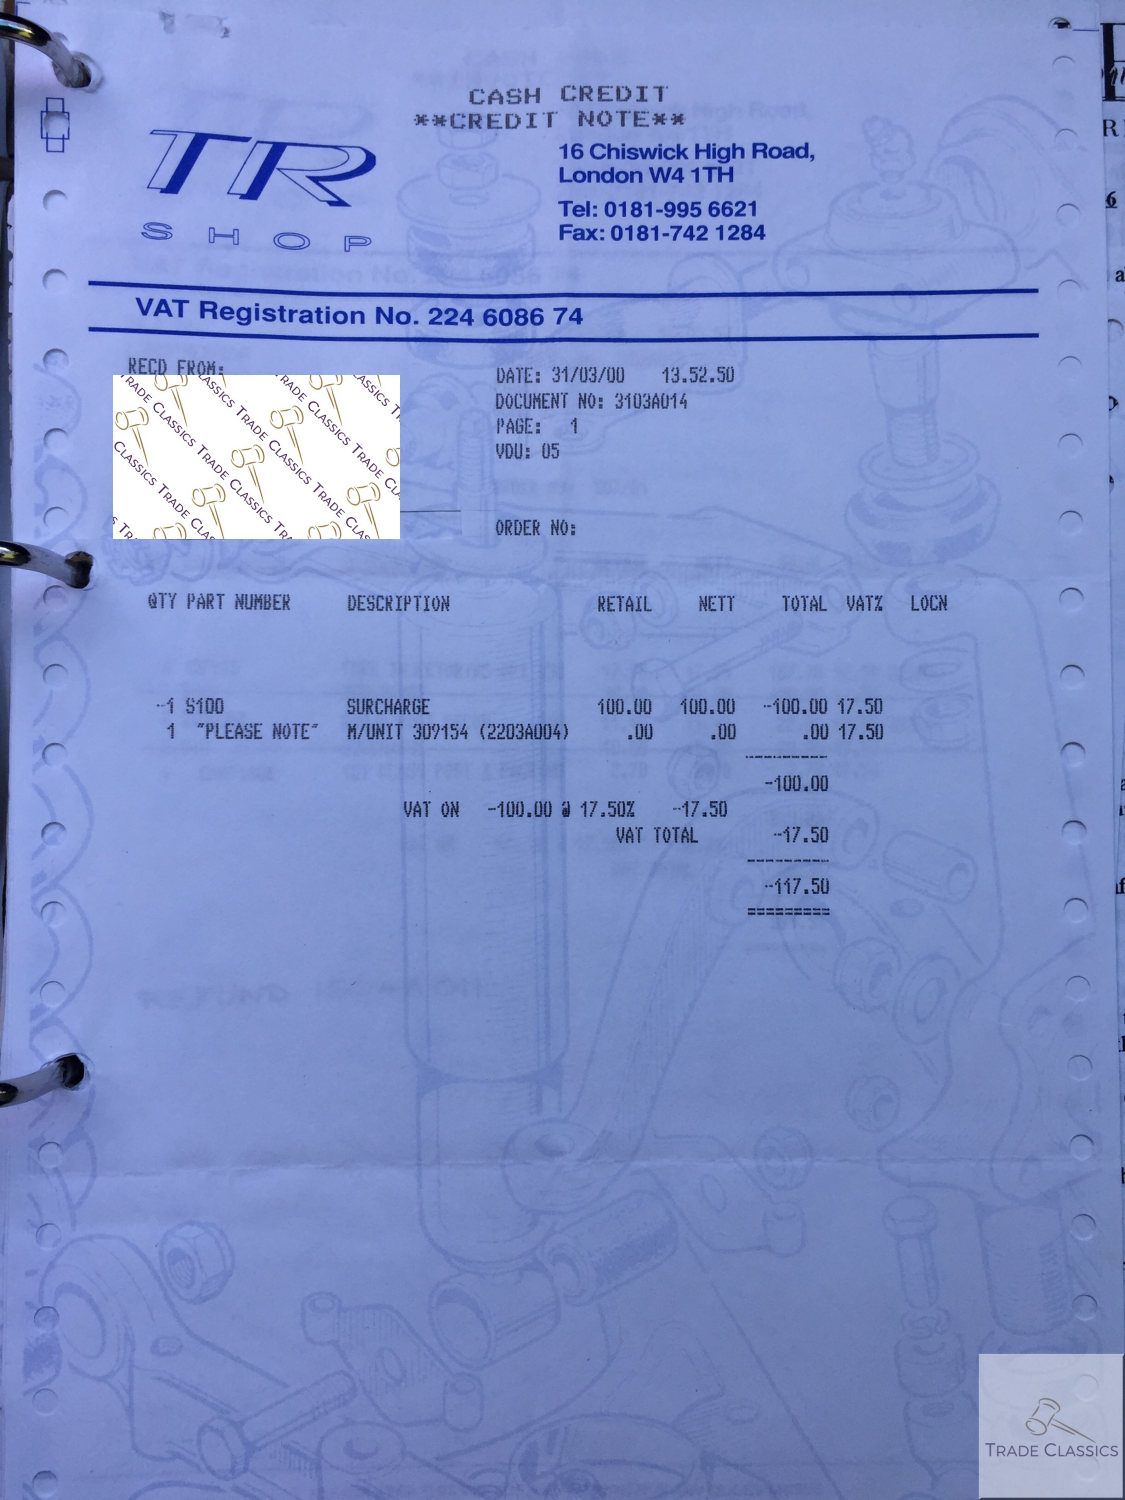 CASH CREDIT
**CREDIT NOTE**
TR
SHOP
16 Chiswick High Road,
London W4 1TH
Tel: 0181-995 6621
Fax: 0181-742 1284
VAT Registration No. 224 6086 74
RECD FROM:
DATE: 31/03/00 13.52.50
DOCUMENT NO: 3103A014
PAGE: 1
VDU: 05
ORDER NO:
QTY PART NUMBER DESCRIPTION RETAIL NETT TOTAL VAT% LOCN
-1 S100 SURCHARGE 100.00 100.00 -100.00 17.50
1 "PLEASE NOTE" M/UNIT 309154 (2203A004) .00 .00 .00 17.50
-100.00
VAT ON -100.00 @ 17.50% -17.50
VAT TOTAL -17.50
-117.50
TRADE CLASSICS